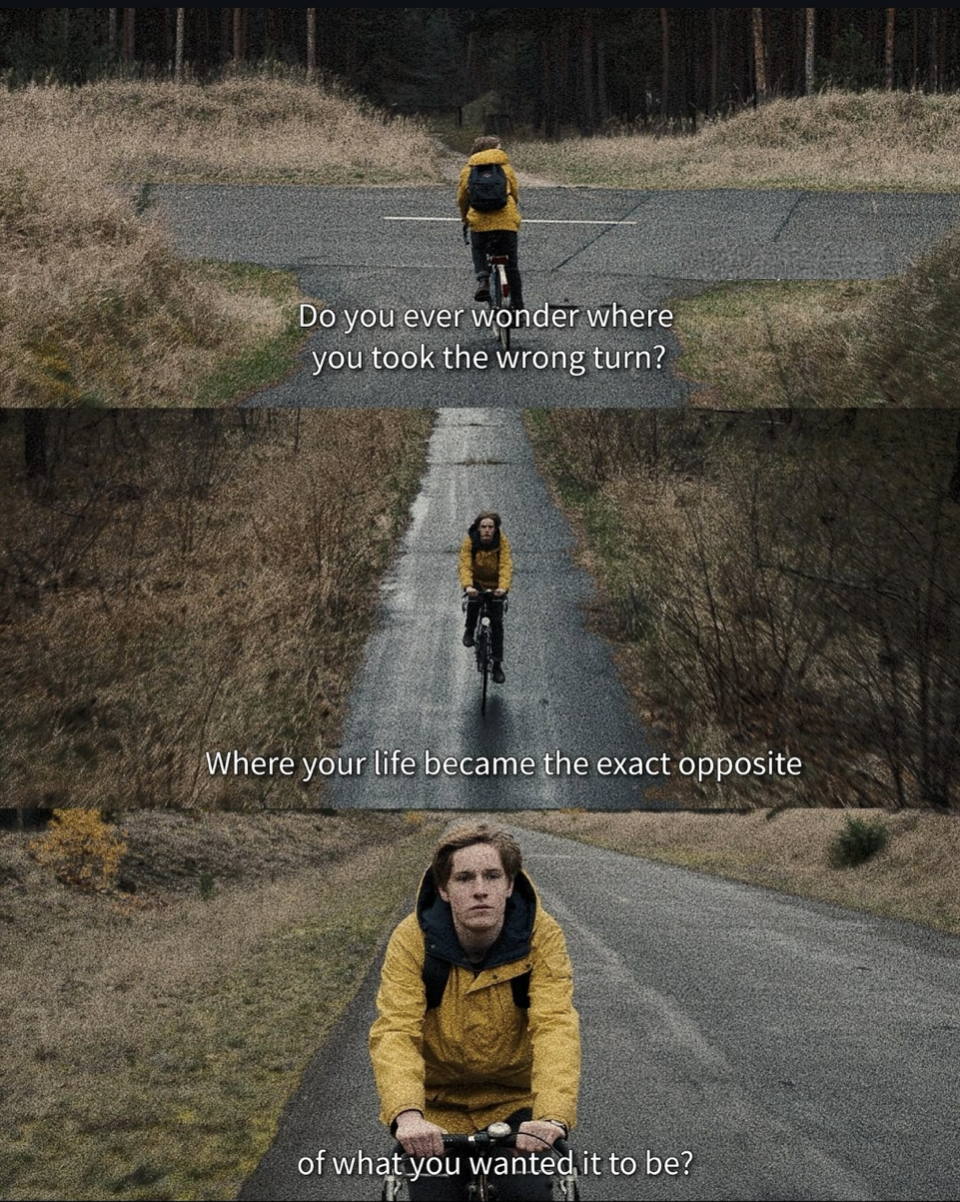 Do you ever wonder where
you took the wrong turn?
Where your life became the exact opposite
of what you wanted it to be?